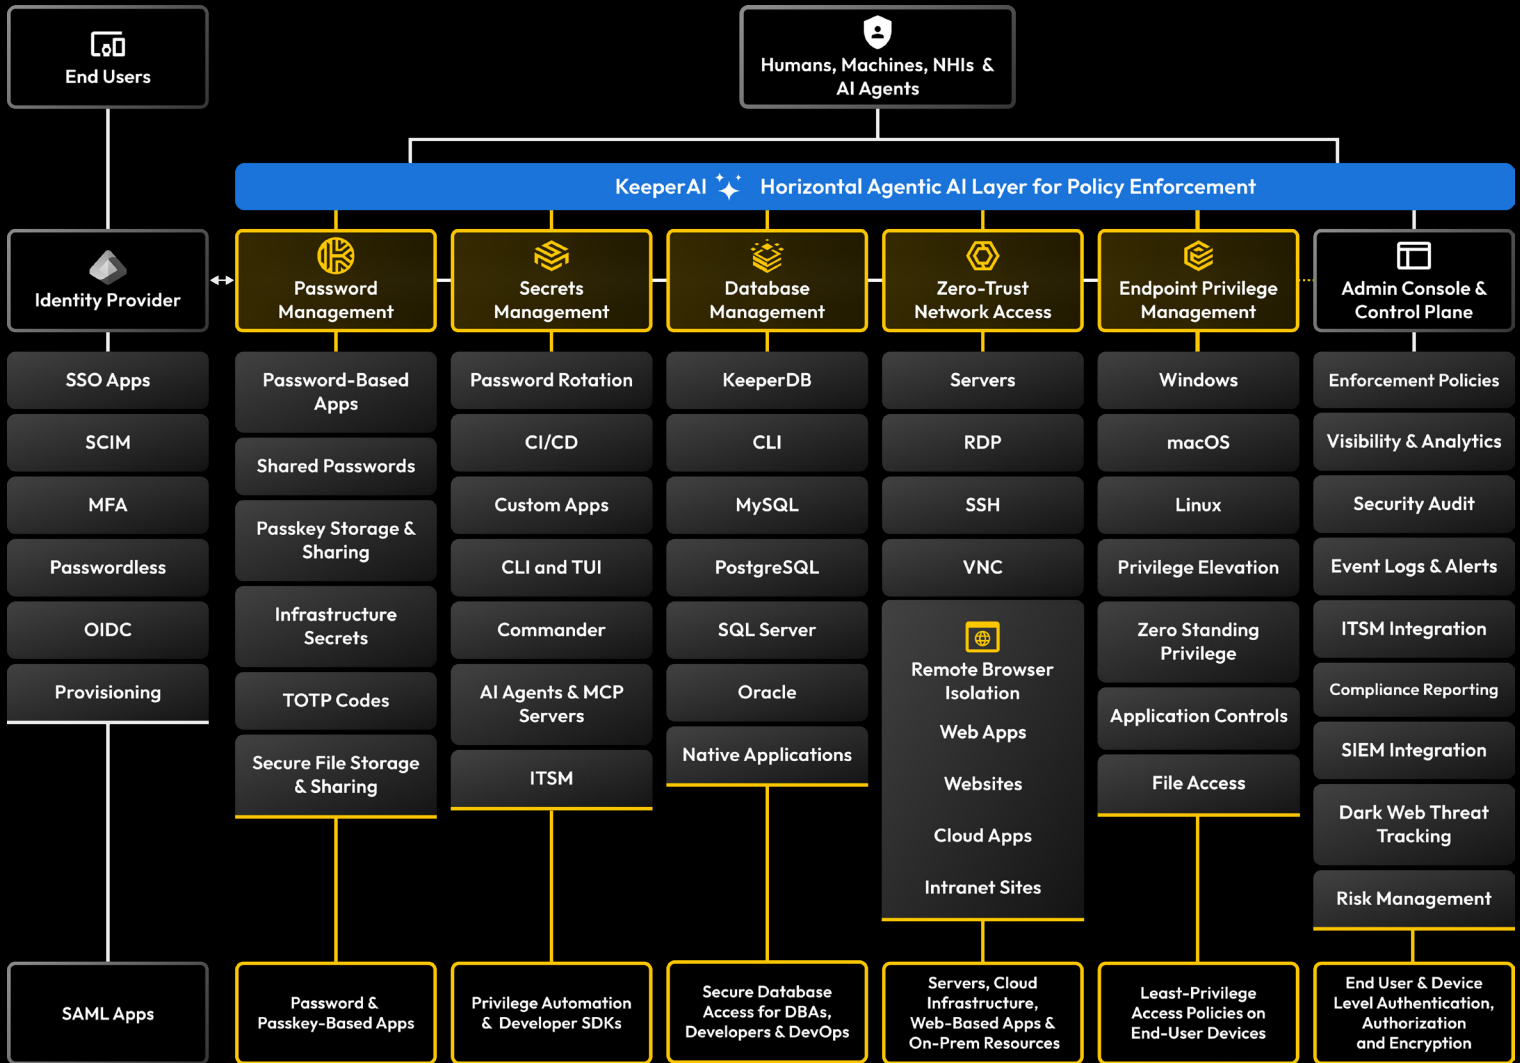 End Users
Humans, Machines, NHIs &
AI Agents
KeeperAI Horizontal Agentic AI Layer for Policy Enforcement
Identity Provider
SSO Apps
SCIM
MFA
Passwordless
OIDC
Provisioning
SAML Apps
Password
Management
Password-Based
Apps
Shared Passwords
Passkey Storage &
Sharing
Infrastructure
Secrets
TOTP Codes
Secure File Storage
& Sharing
Password &
Passkey-Based Apps
Secrets
Management
Password Rotation
CI/CD
Custom Apps
CLI and TUI
Commander
AI Agents & MCP
Servers
ITSM
Privilege Automation
& Developer SDKs
Database
Management
KeeperDB
CLI
MySQL
PostgreSQL
SQL Server
Oracle
Native Applications
Secure Database
Access for DBAs,
Developers & DevOps
Zero-Trust
Network Access
Servers
RDP
SSH
VNC
Remote Browser
Isolation
Web Apps
Websites
Cloud Apps
Intranet Sites
Servers, Cloud
Infrastructure,
Web-Based Apps &
On-Prem Resources
Endpoint Privilege
Management
Windows
macOS
Linux
Privilege Elevation
Zero Standing
Privilege
Application Controls
File Access
Least-Privilege
Access Policies on
End-User Devices
Admin Console &
Control Plane
Enforcement Policies
Visibility & Analytics
Security Audit
Event Logs & Alerts
ITSM Integration
Compliance Reporting
SIEM Integration
Dark Web Threat
Tracking
Risk Management
End User & Device
Level Authentication,
Authorization
and Encryption